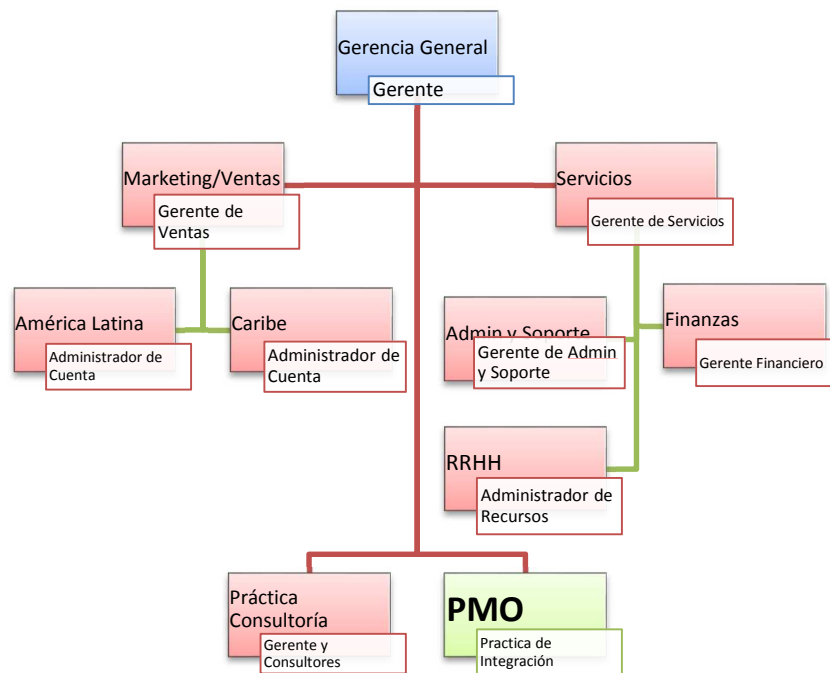 Gerencia General
Gerente
Marketing/Ventas
Gerente de
Ventas
Servicios
Gerente de Servicios
América Latina
Administrador de
Cuenta
Caribe
Administrador de
Cuenta
Admin y Soporte
Gerente de Admin
y Soporte
Finanzas
Gerente Financiero
RRHH
Administrador de
Recursos
Práctica
Consultoría
Gerente y
Consultores
PMO
Practica de
Integración